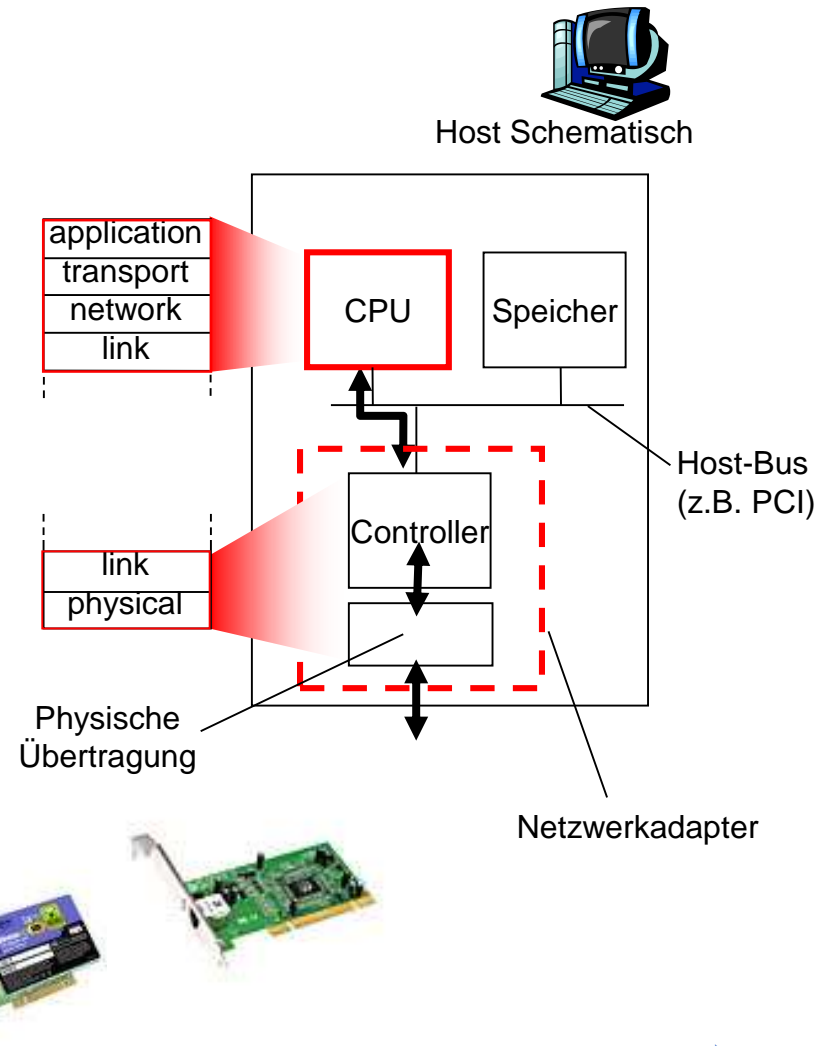 Host Schematisch
application
transport
network
link
CPU
Speicher
Host-Bus
(z.B. PCI)
Controller
link
physical
Physische
Übertragung
Netzwerkadapter